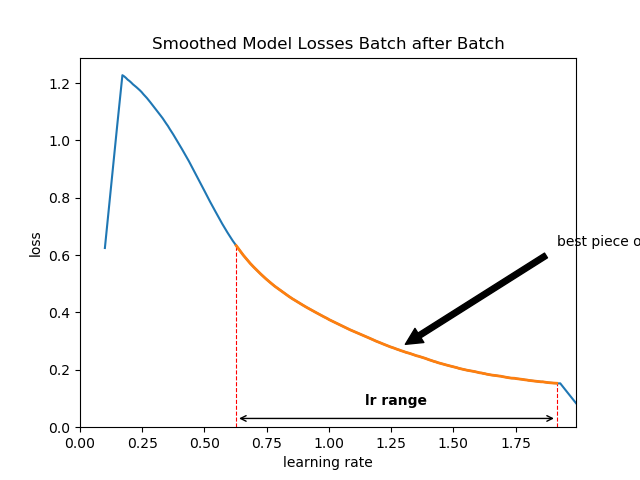 Smoothed Model Losses Batch after Batch
1.2
1.0
0.8
0.6
0.4
0.2
0.0
loss
best piece o
lr range
0.00 0.25 0.50 0.75 1.00 1.25 1.50 1.75
learning rate